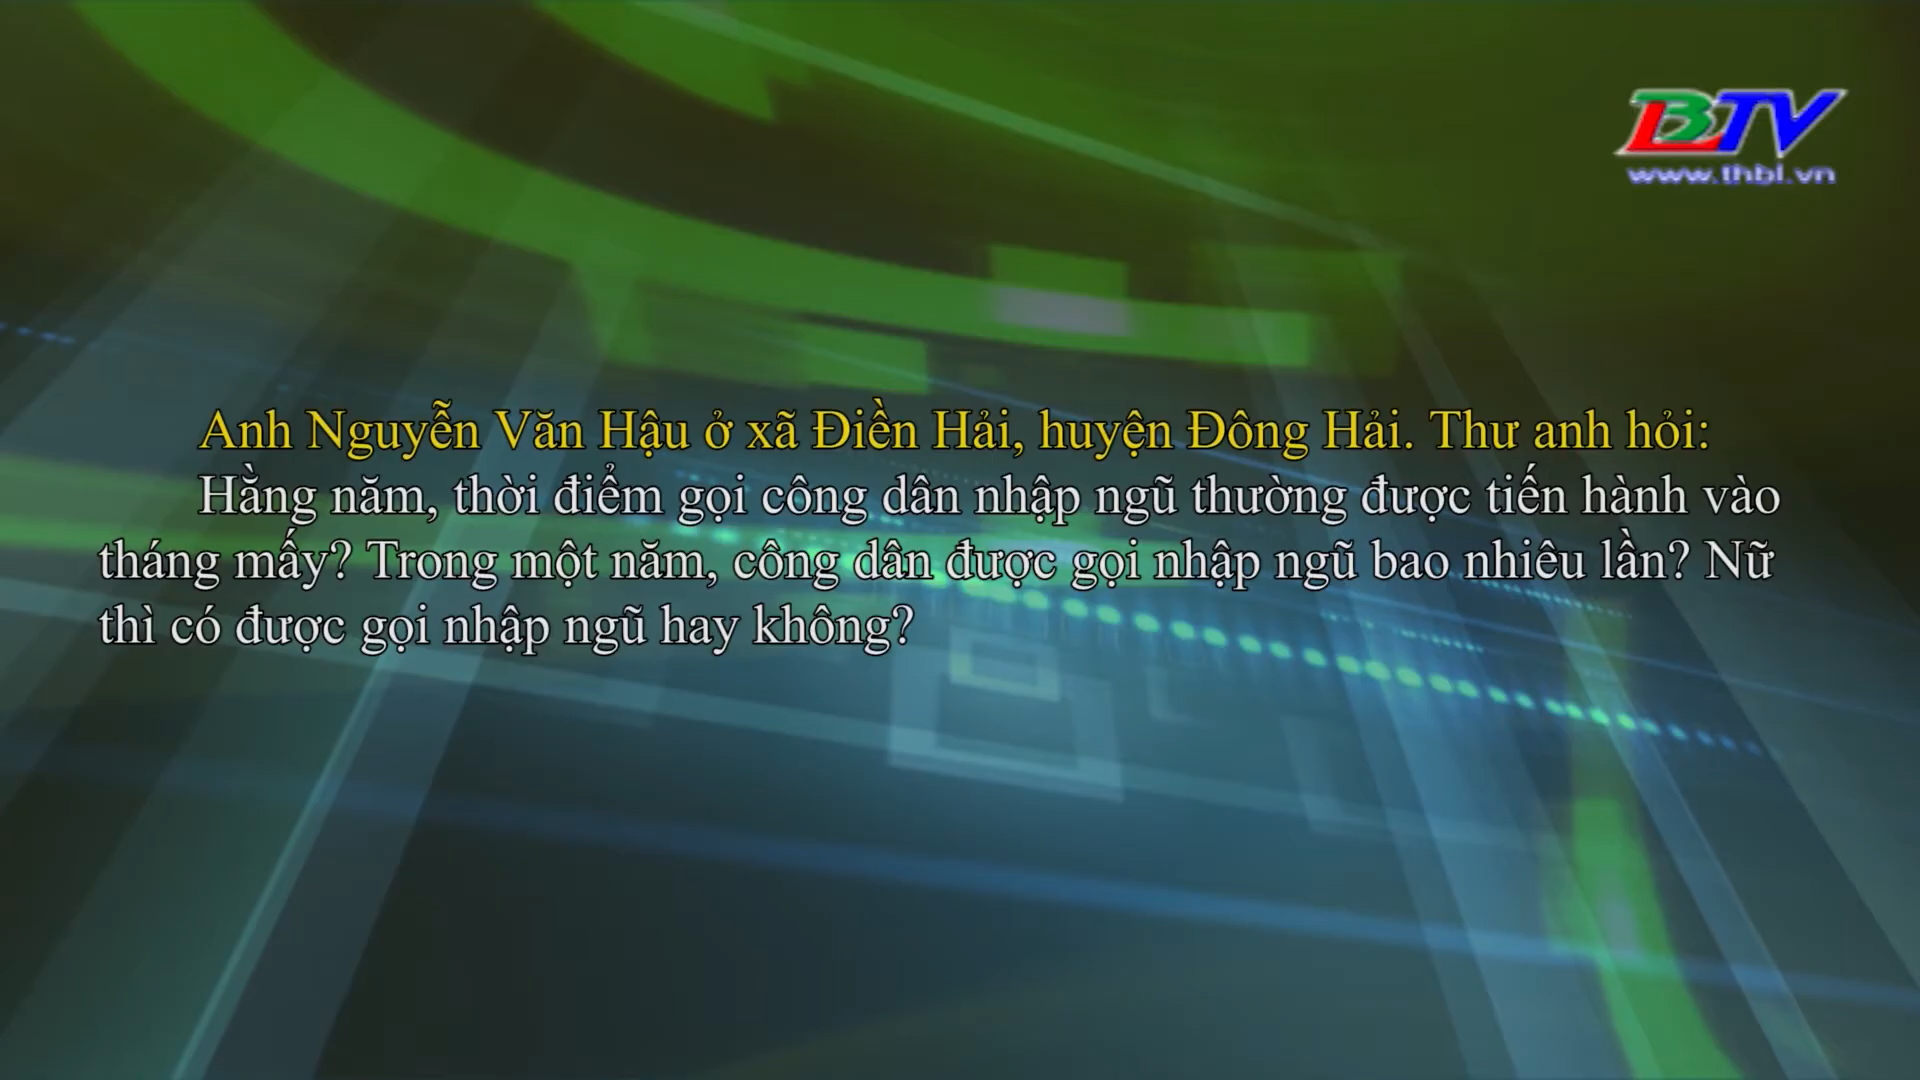 BTV
www.thbl.vn
Anh Nguyễn Văn Hậu ở xã Điền Hải, huyện Đông Hải. Thư anh hỏi:
Hằng năm, thời điểm gọi công dân nhập ngũ thường được tiến hành vào
tháng mấy? Trong một năm, công dân được gọi nhập ngũ bao nhiêu lần? Nữ
thì có được gọi nhập ngũ hay không?